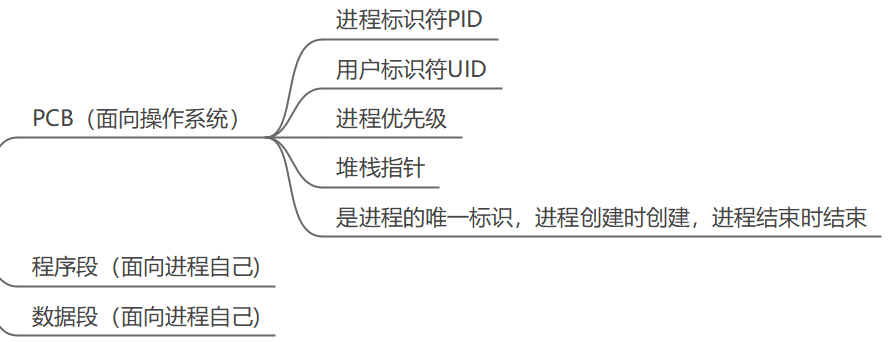 进程标识符PID
用户标识符UID
PCB（面向操作系统）
进程优先级
堆栈指针
是进程的唯一标识，进程创建时创建，进程结束时结束
程序段（面向进程自己)
数据段（面向进程自己)